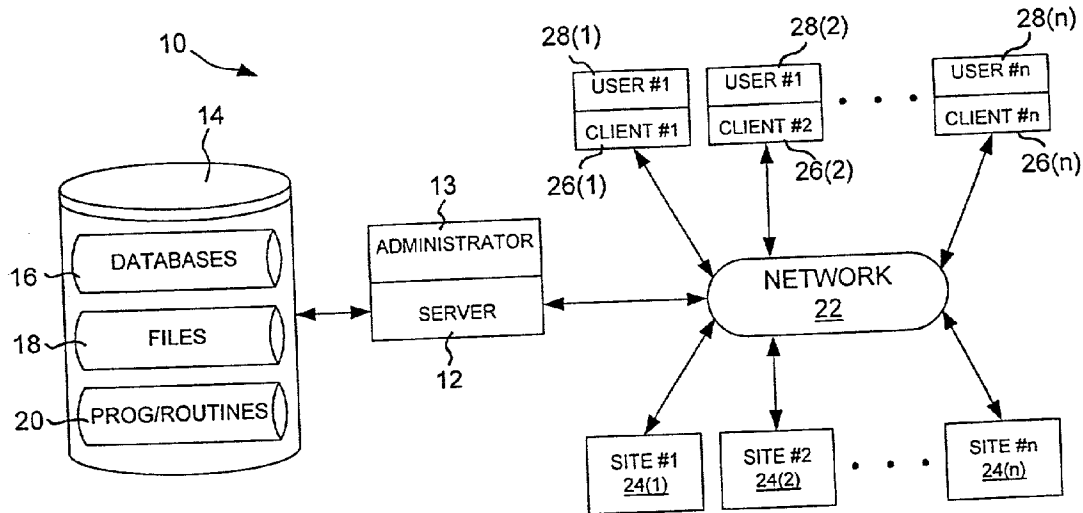 10
14
16
DATABASES
18
FILES
20
PROG/ROUTINES
13
ADMINISTRATOR
SERVER
12
28(1)
USER #1
CLIENT #1
26(1)
28(2)
USER #1
CLIENT #2
26(2)
28(n)
USER #n
CLIENT #n
26(n)
NETWORK
22
SITE #1
24(1)
SITE #2
24(2)
SITE #n
24(n)